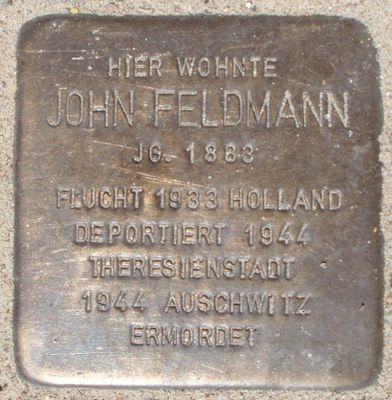 HIER WOHNTE
JOHN FELDMANN
JG. 1883
FLUCHT 1933 HOLLAND
DEPORTIERT 1944
THERESIENSTADT
1944 AUSCHWITZ
ERMORDET